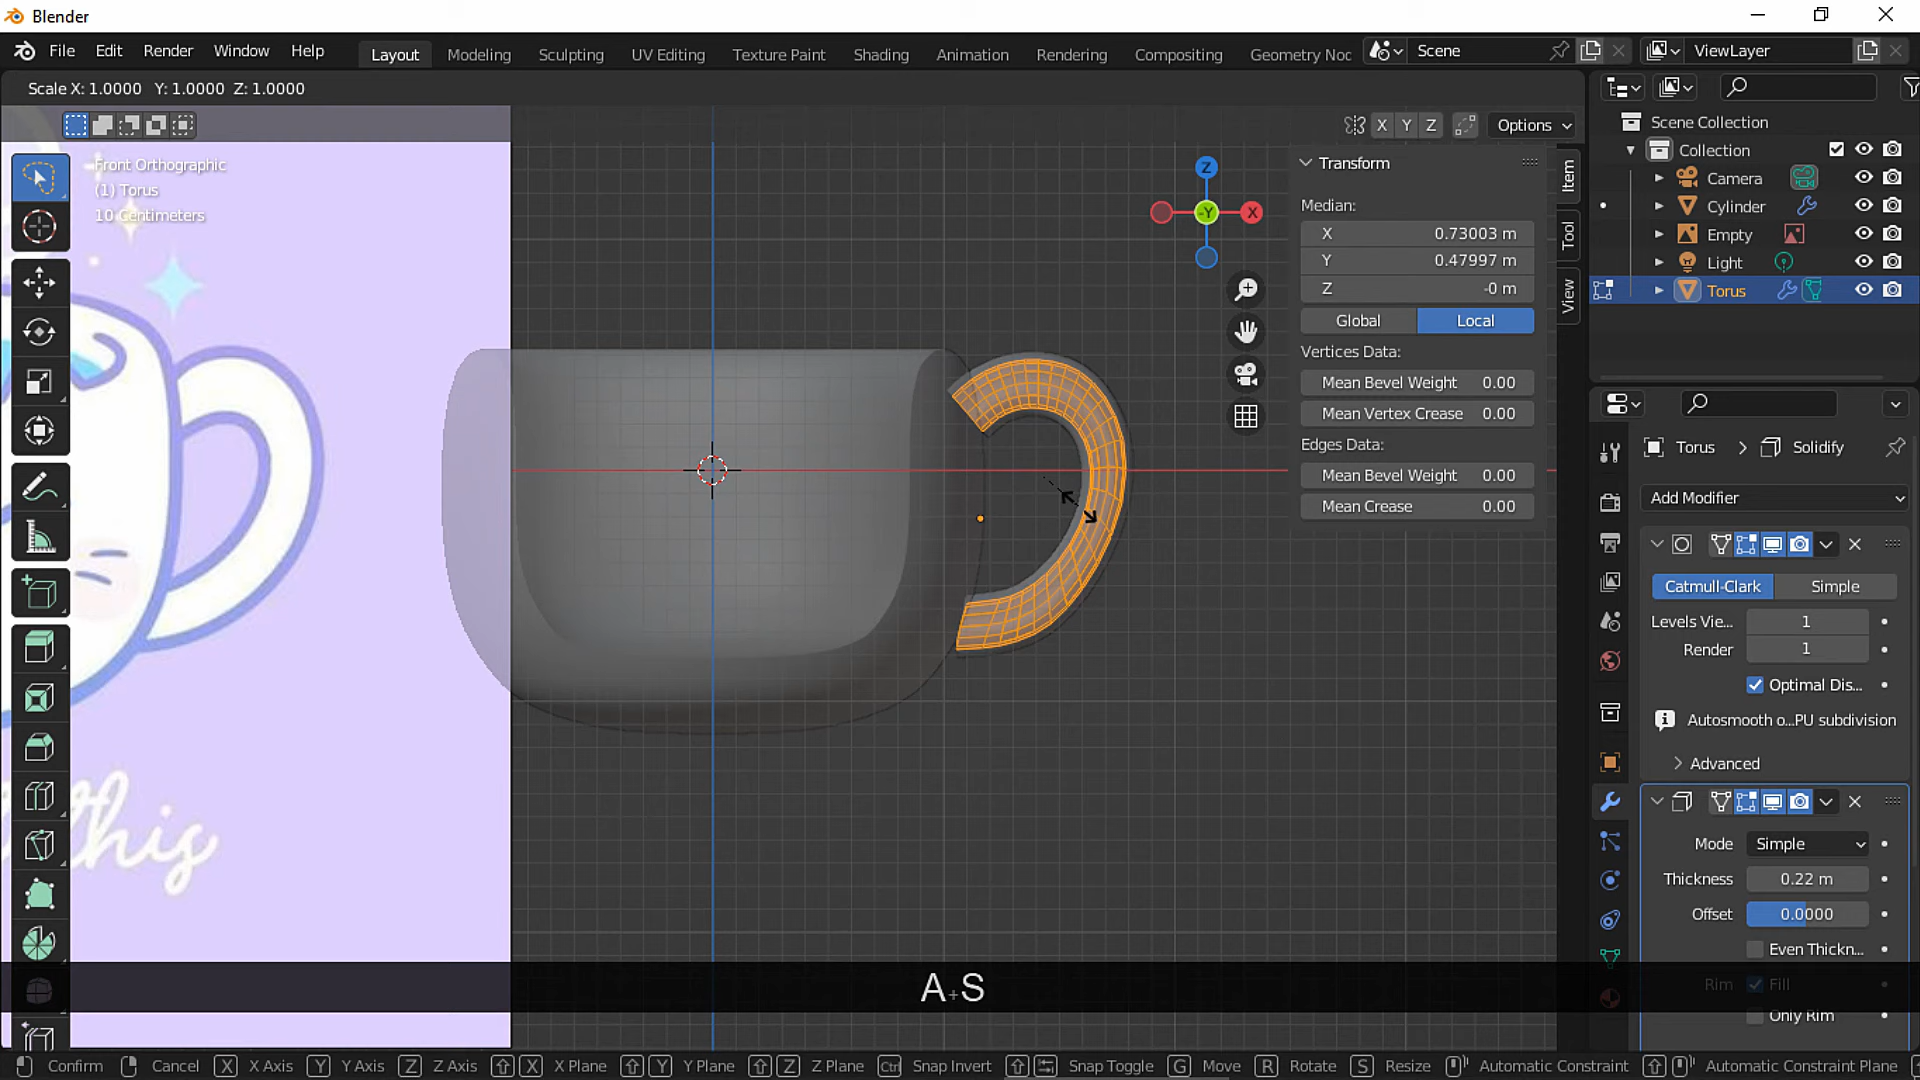 Blender
File Edit Render Window Help Layout Modeling Sculpting UV Editing Texture Paint Shading Animation Rendering Compositing Geometry Noc Scene ViewLayer
Scale X: 1.0000 Y: 1.0000 Z: 1.0000
X Y Z Options
Front Orthographic
(1) Torus
10 Centimeters
Z
-Y
X
Transform
Median:
X 0.73003 m
Y 0.47997 m
Z -0 m
Global Local
Vertices Data:
Mean Bevel Weight 0.00
Mean Vertex Crease 0.00
Edges Data:
Mean Bevel Weight 0.00
Mean Crease 0.00
Item
Tool
View
Scene Collection
Collection
Camera
Cylinder
Empty
Light
Torus
Torus > Solidify
Add Modifier
Catmull-Clark Simple
Levels Vie... 1
Render 1
Optimal Dis...
Autosmooth o...PU subdivision
Advanced
Mode Simple
Thickness 0.22 m
Offset 0.0000
Even Thickn...
Rim Fill
Only Rim
A+S
Confirm Cancel X X Axis Y Y Axis Z Z Axis X X Plane Y Y Plane Z Z Plane Ctrl Snap Invert Snap Toggle G Move R Rotate S Resize Automatic Constraint Automatic Constraint Plane